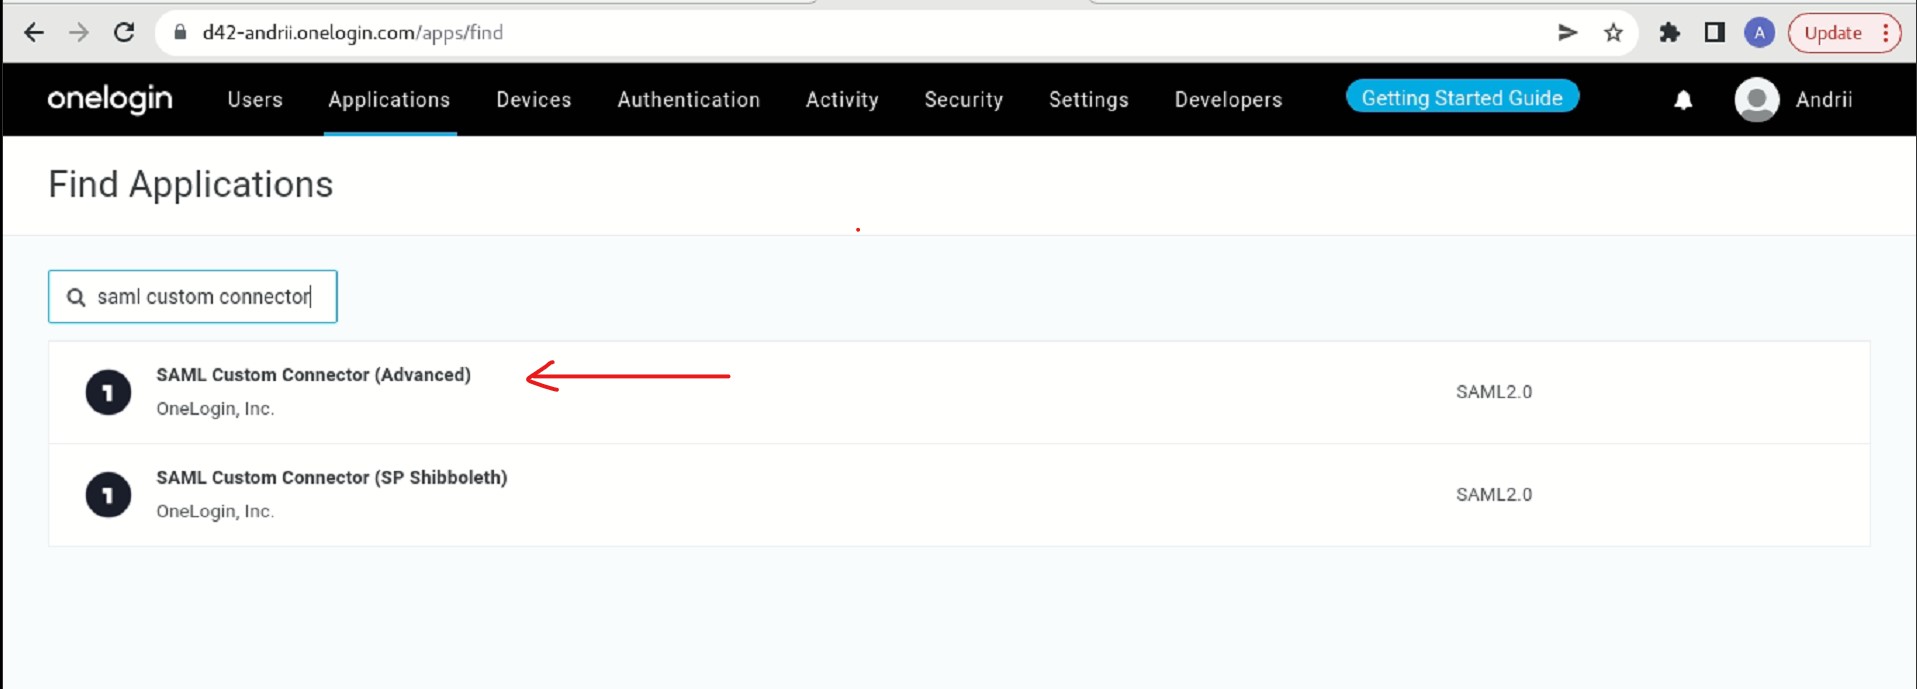 d42-andrii.onelogin.com/apps/find
A
Update
onelogin Users Applications Devices Authentication Activity Security Settings Developers Getting Started Guide Andrii
Find Applications
saml custom connector
1 SAML Custom Connector (Advanced)
OneLogin, Inc.
SAML2.0
1 SAML Custom Connector (SP Shibboleth)
OneLogin, Inc.
SAML2.0